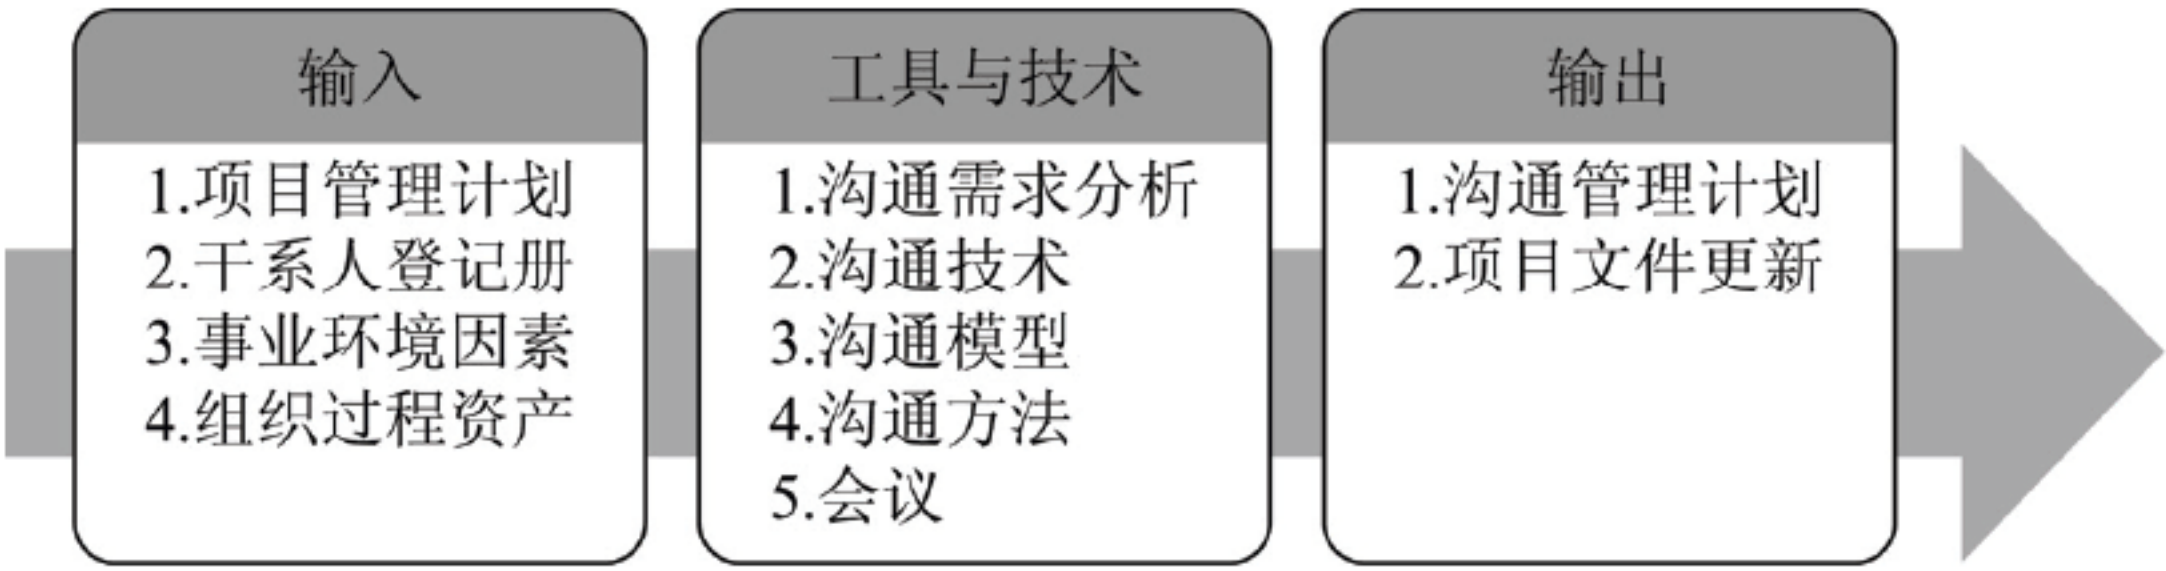 输入
1.项目管理计划
2.干系人登记册
3.事业环境因素
4.组织过程资产
工具与技术
1.沟通需求分析
2.沟通技术
3.沟通模型
4.沟通方法
5.会议
输出
1.沟通管理计划
2.项目文件更新